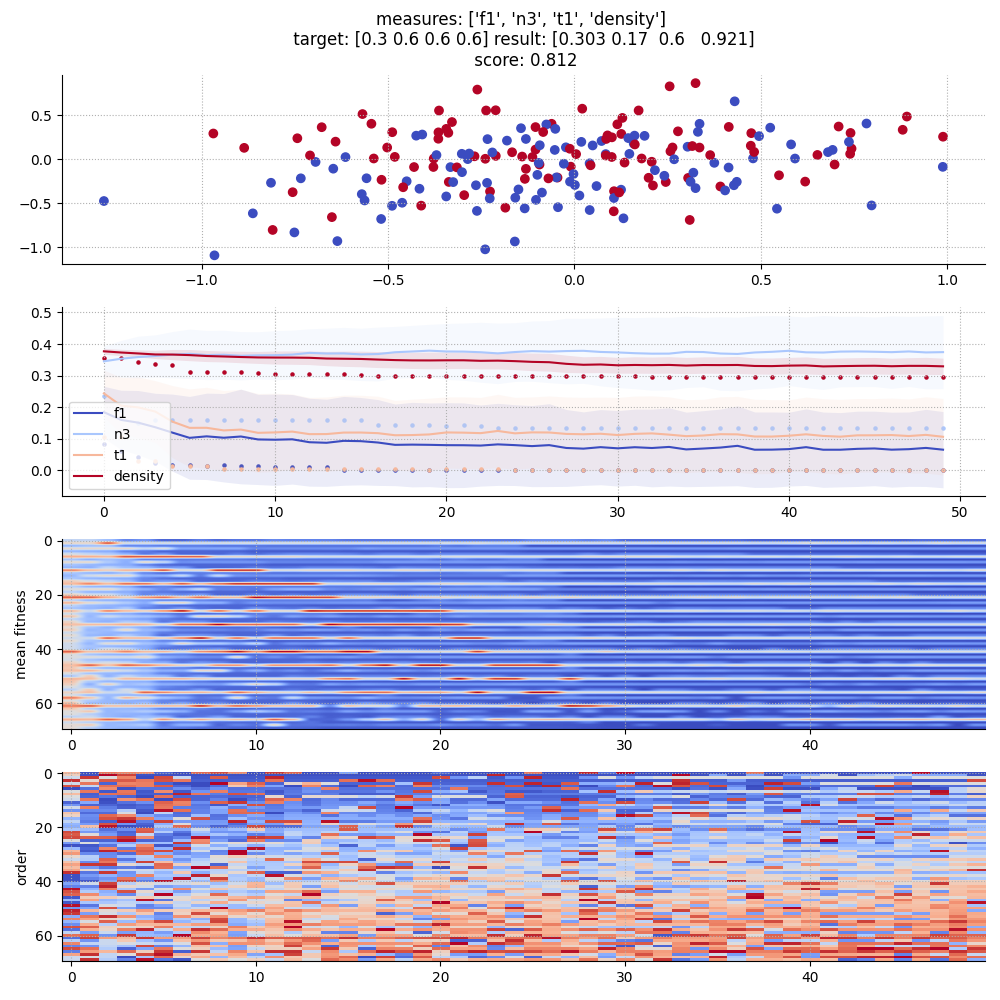 measures: ['f1', 'n3', 't1', 'density']
target: [0.3 0.6 0.6 0.6] result: [0.303 0.17  0.6   0.921]
score: 0.812
0.5
0.0
−0.5
−1.0
−1.0 −0.5 0.0 0.5 1.0
0.5
0.4
0.3
0.2
0.1
0.0
f1
n3
t1
density
0 10 20 30 40 50
mean fitness
0
20
40
60
0 10 20 30 40
order
0
20
40
60
0 10 20 30 40